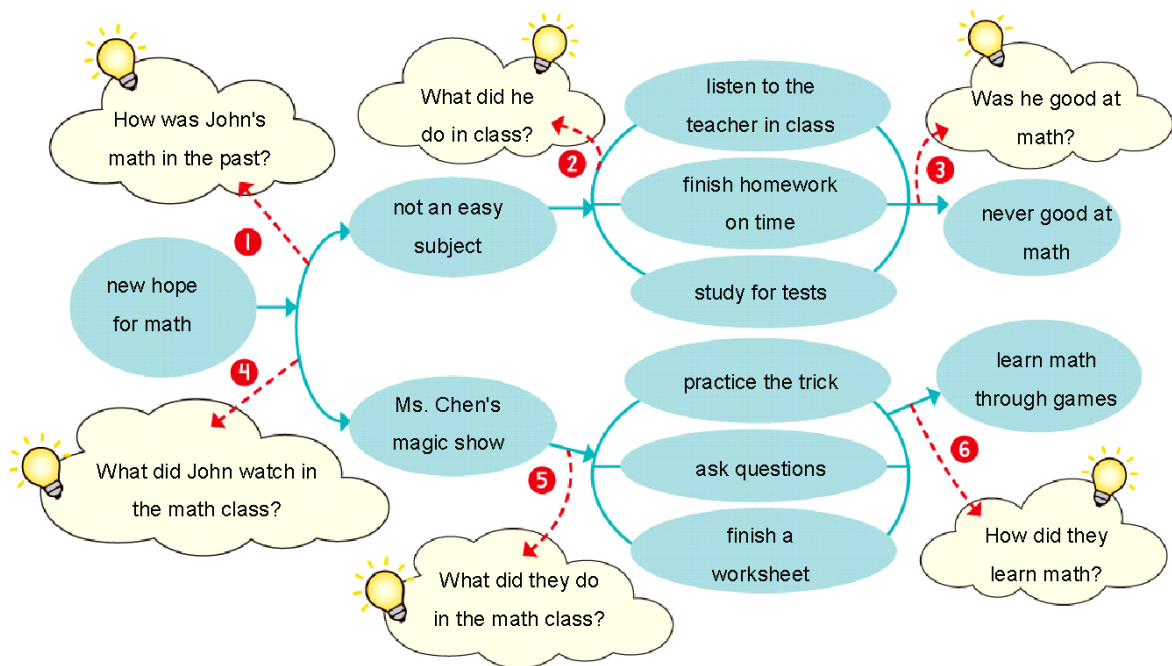 How was John's
math in the past?
1
new hope
for math
not an easy
subject
2
What did he
do in class?
listen to the
teacher in class
finish homework
on time
study for tests
3
Was he good at
math?
never good at
math
4
What did John watch in
the math class?
Ms. Chen's
magic show
5
What did they do
in the math class?
practice the trick
ask questions
finish a
worksheet
6
learn math
through games
How did they
learn math?